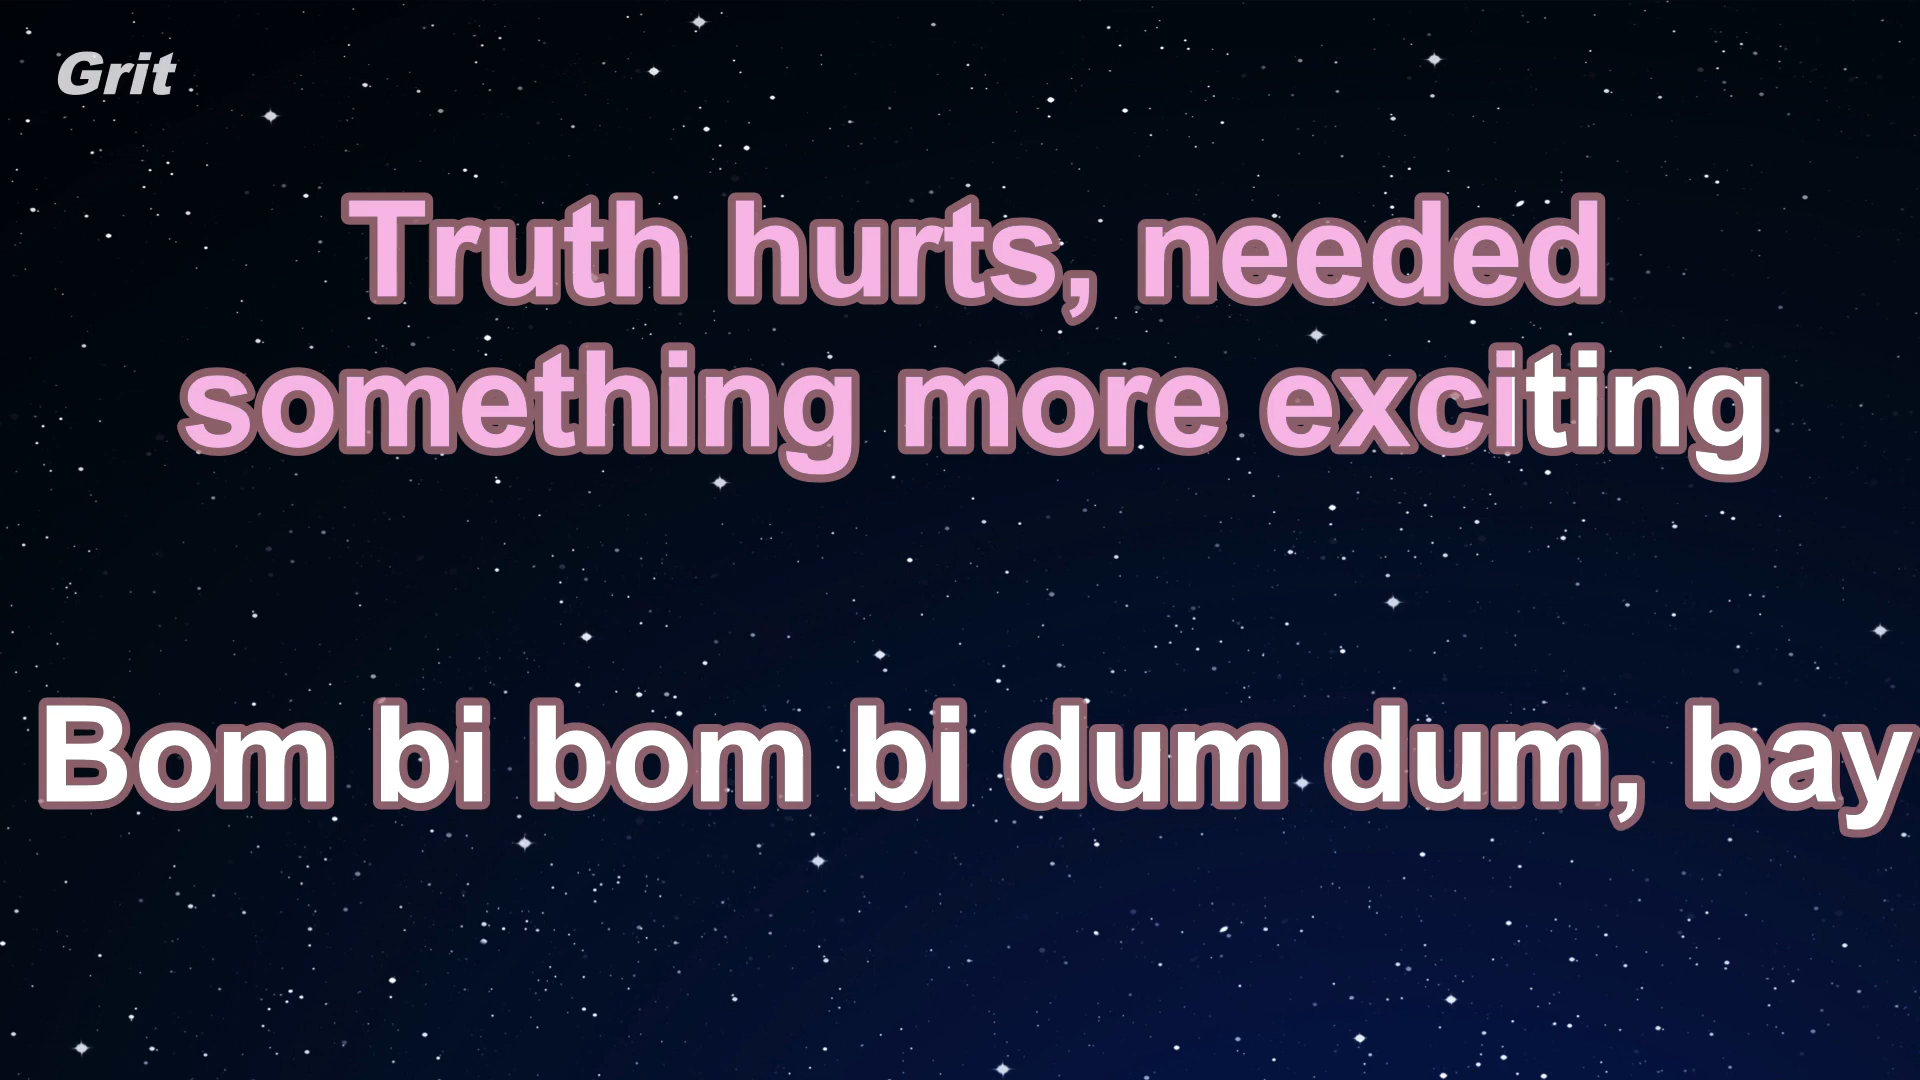 Grit
Truth hurts, needed
something more exciting
Bom bi bom bi dum dum, bay